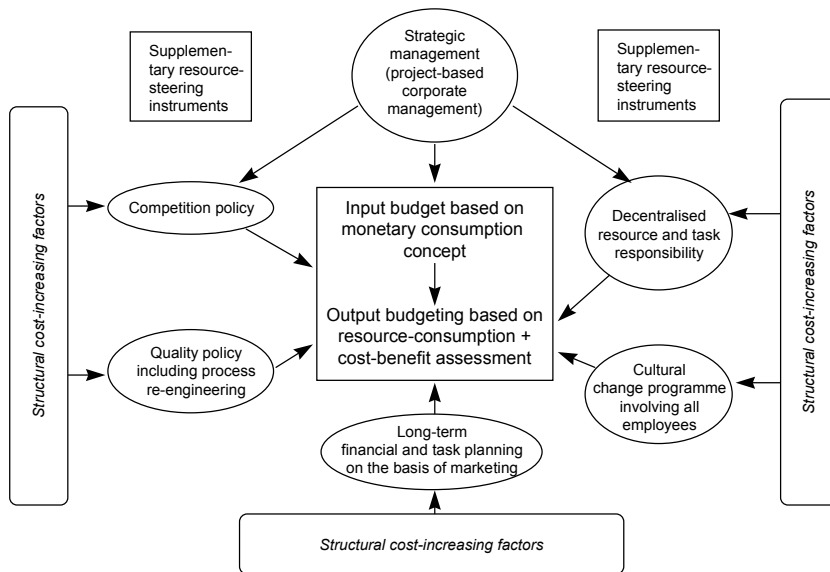 Strategic
management
(project-based
corporate
management)
Supplemen-
tary resource-
steering
instruments
Supplemen-
tary resource-
steering
instruments
Structural cost-increasing factors
Competition policy
Input budget based on
monetary consumption
concept
Decentralised
resource and task
responsibility
Structural cost-increasing factors
Output budgeting based on
resource-consumption +
cost-benefit assessment
Quality policy
including process
re-engineering
Cultural
change programme
involving all
employees
Long-term
financial and task planning
on the basis of marketing
Structural cost-increasing factors